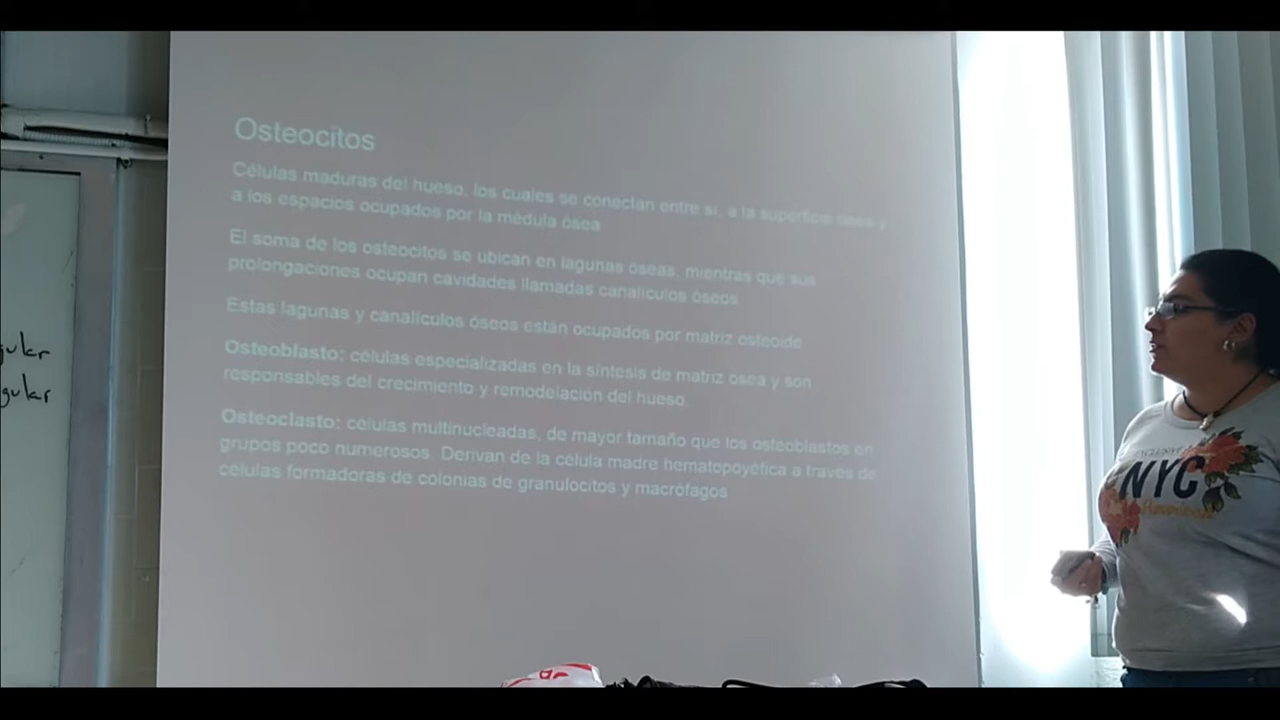 Osteocitos
Células maduras del hueso, los cuales se conectan entre si, a la superficie ósea y
a los espacios ocupados por la médula ósea
El soma de los osteocitos se ubican en lagunas óseas, mientras que sus
prolongaciones ocupan cavidades llamadas canalículos óseos
Estas lagunas y canalículos óseos están ocupados por matriz osteoide
Osteoblasto: células especializadas en la síntesis de matriz ósea y son
responsables del crecimiento y remodelación del hueso.
Osteoclasto: células multinucleadas, de mayor tamaño que los osteoblastos en
grupos poco numerosos. Derivan de la célula madre hematopoyética a través de
células formadoras de colonias de granulocitos y macrófagos
gular
gular
NYC